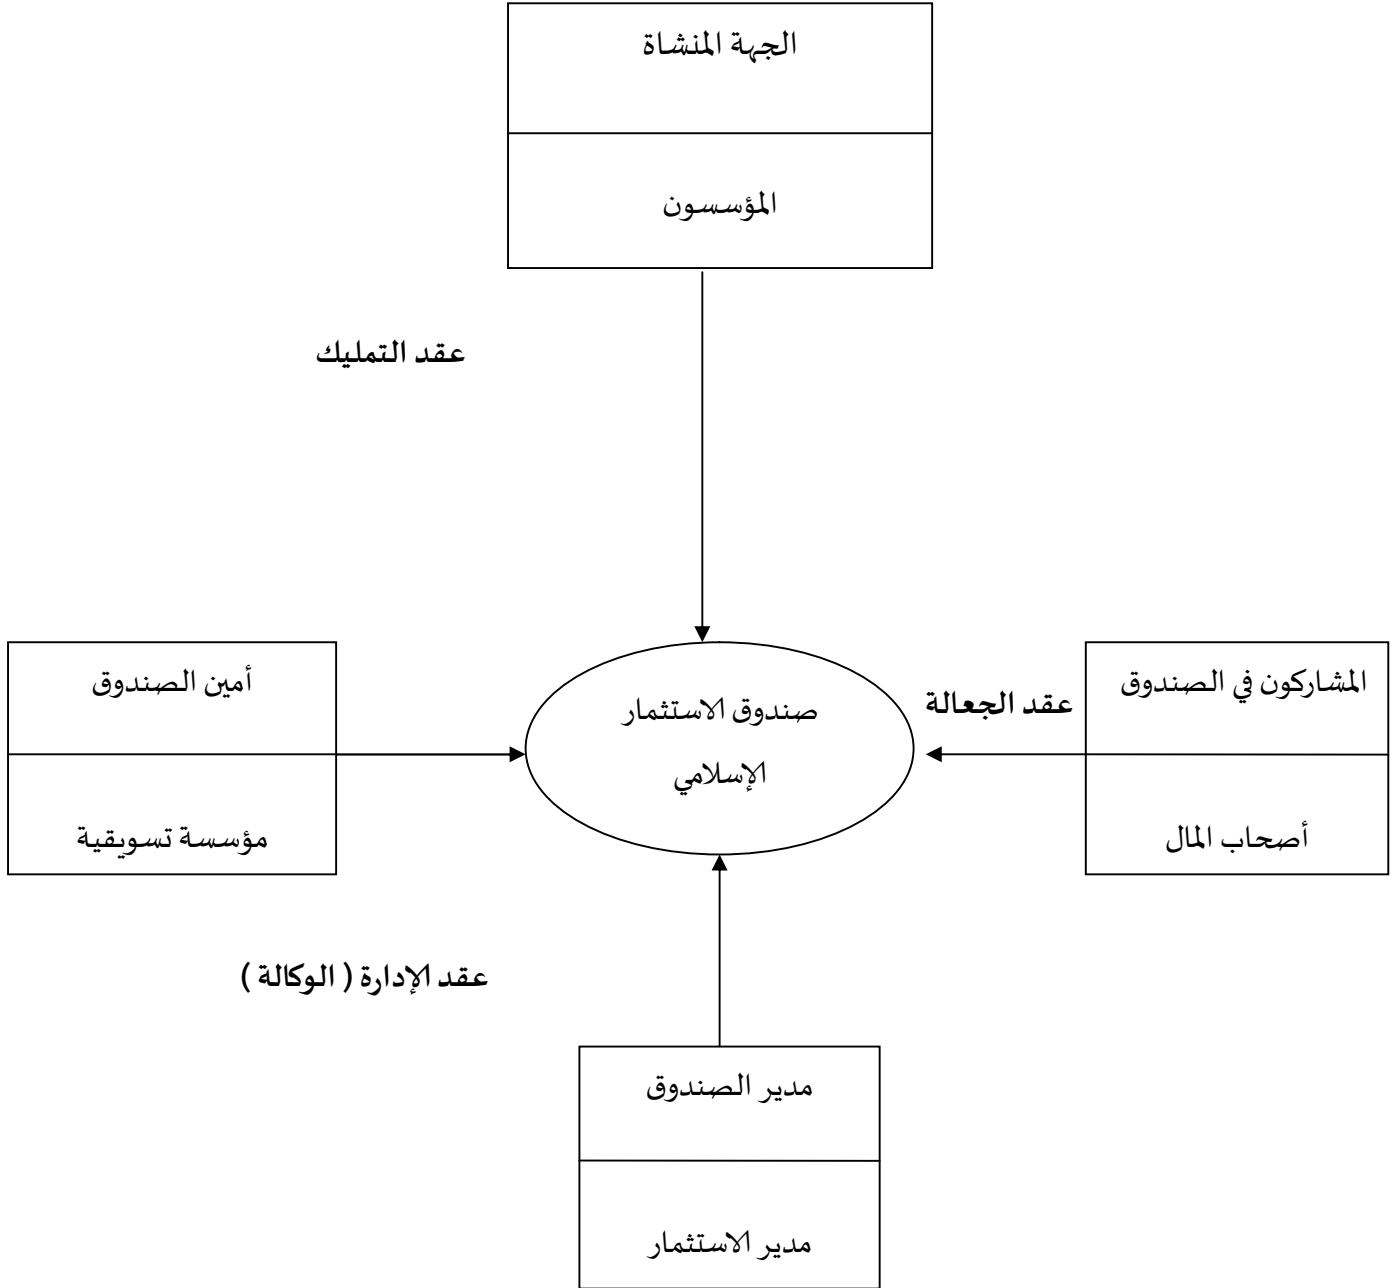 الجهة المنشاة
المؤسسون
عقد التمليك
المشاركون في الصندوق
أصحاب المال
عقد الجعالة
صندوق الاستثمار
الإسلامي
أمين الصندوق
مؤسسة تسويقية
عقد الإدارة ( الوكالة )
مدير الصندوق
مدير الاستثمار